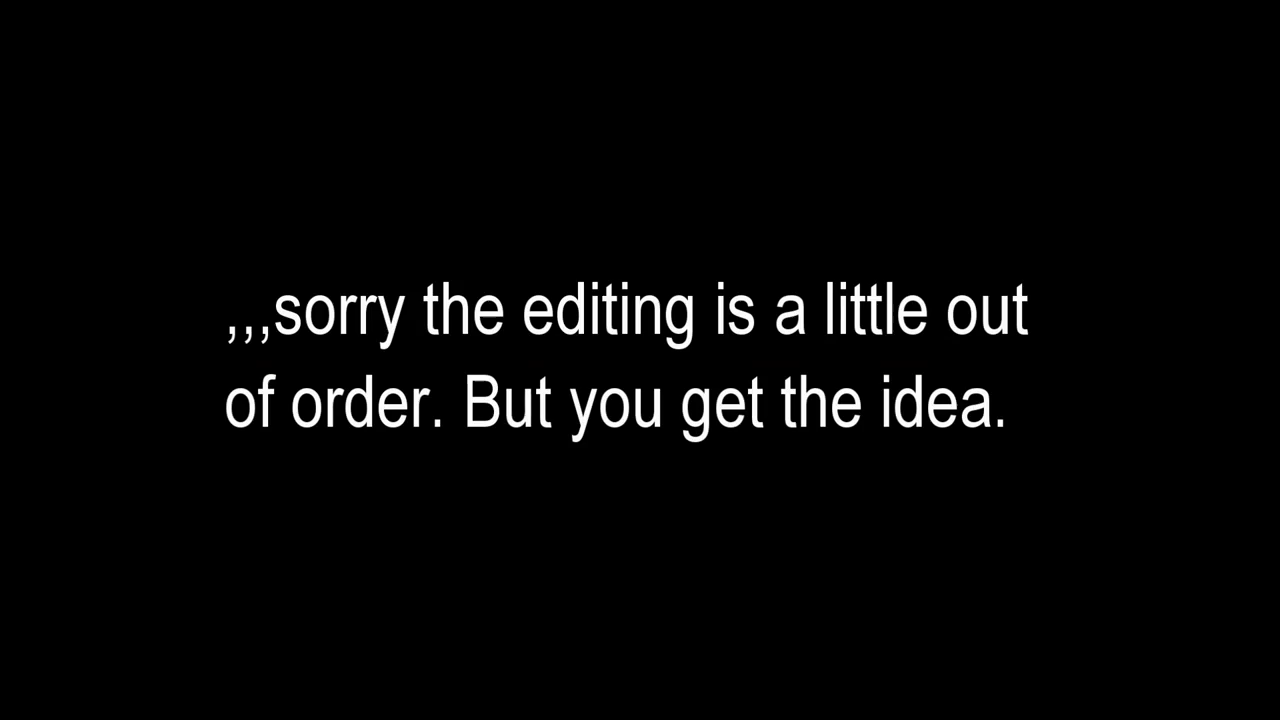 ,,,sorry the editing is a little out
of order. But you get the idea.